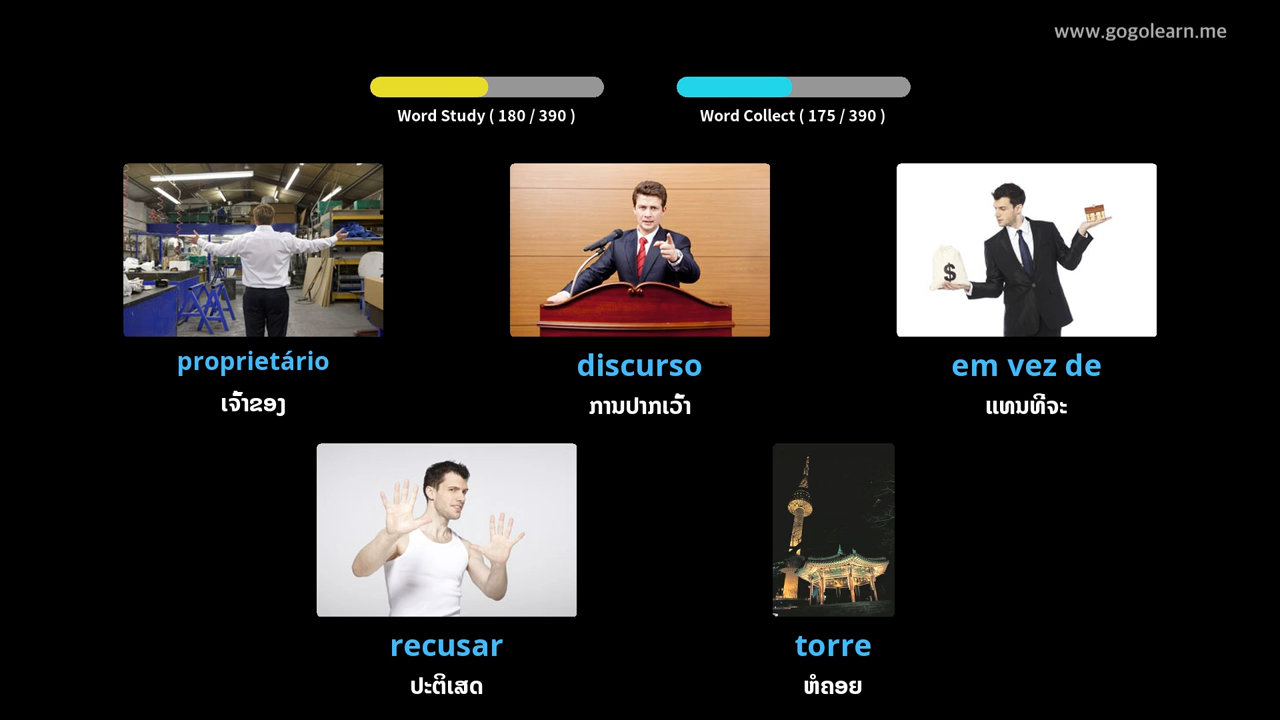 www.gogolearn.me
Word Study ( 180 / 390 )
Word Collect ( 175 / 390 )
proprietário
ເຈົ້າຂອງ
discurso
ການປາກເວົ້າ
em vez de
ແທນທີ່ຈະ
recusar
ປະຕິເສດ
torre
ຫໍຄອຍ